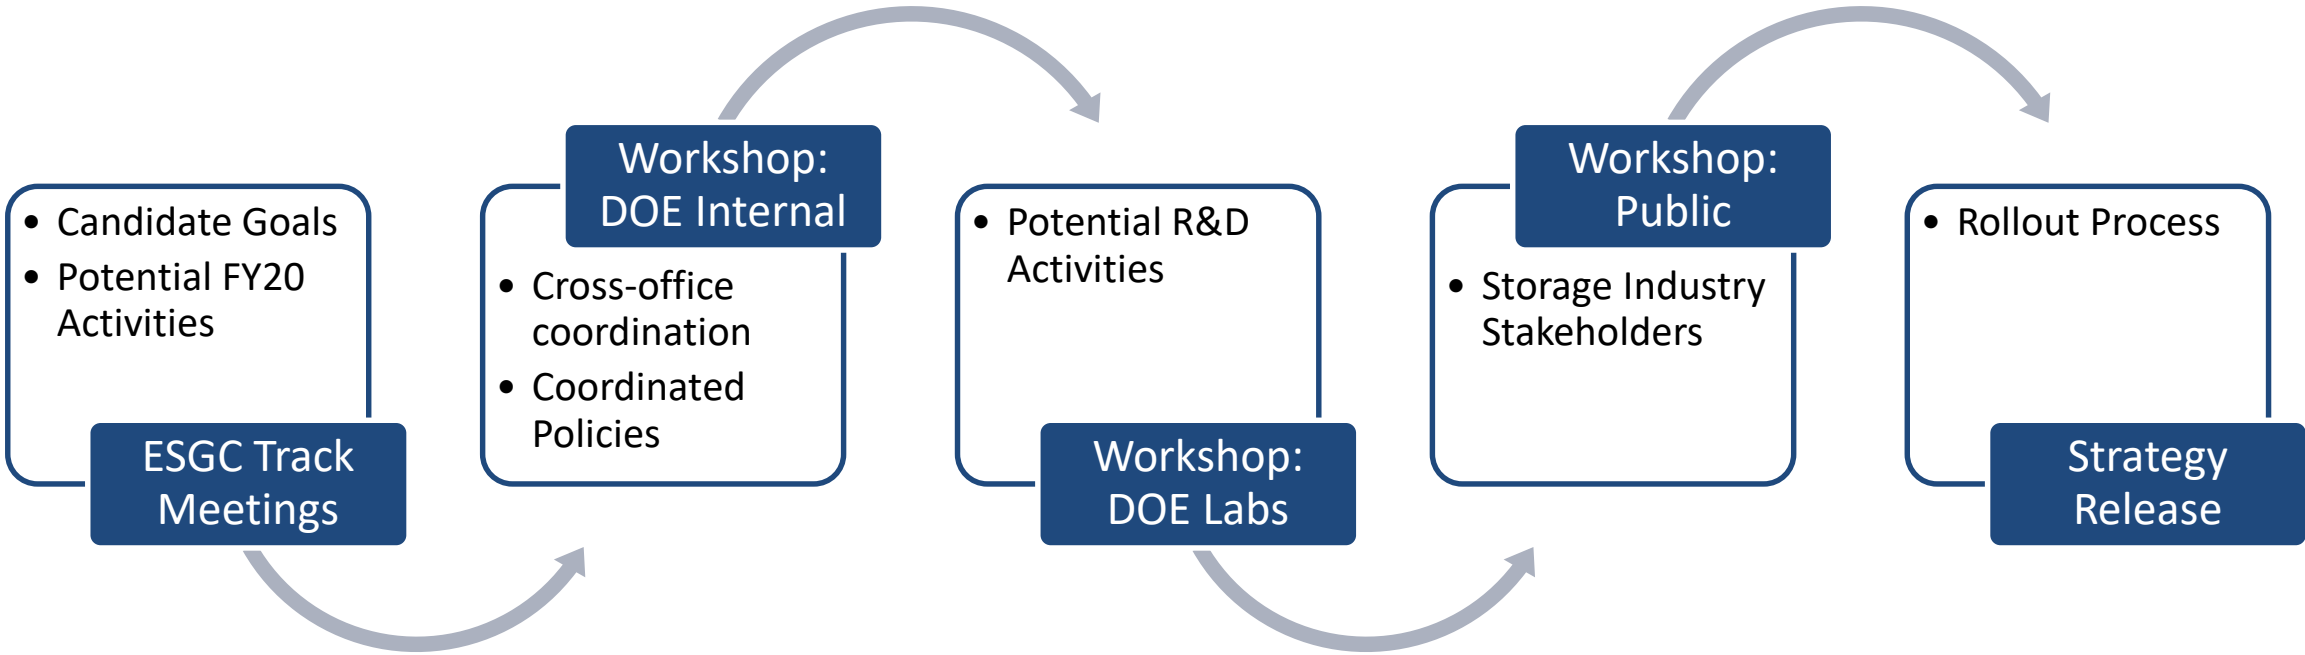 • Candidate Goals
• Potential FY20
Activities
ESGC Track
Meetings
Workshop:
DOE Internal
• Cross-office
coordination
• Coordinated
Policies
• Potential R&D
Activities
Workshop:
DOE Labs
Workshop:
Public
• Storage Industry
Stakeholders
• Rollout Process
Strategy
Release